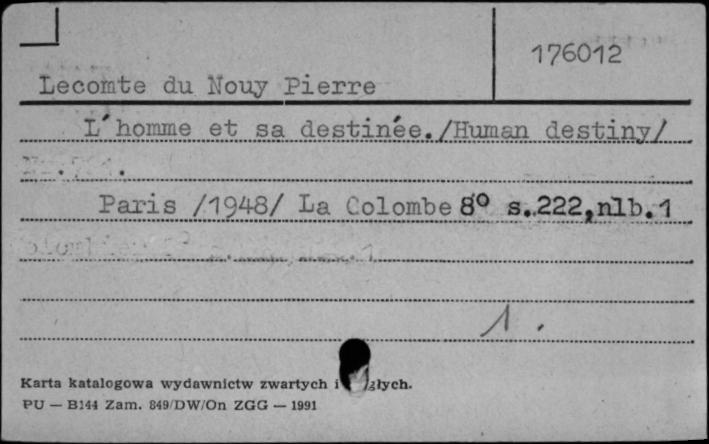 176012
Lecomte du Nouy Pierre
L'homme et sa destinée./Human destiny/
Paris /1948/ La Colombe 8° s.222,nlb.1
1.
Karta katalogowa wydawnictw zwartych i
PU — B144 Zam. 849/DW/On ZGG — 1991